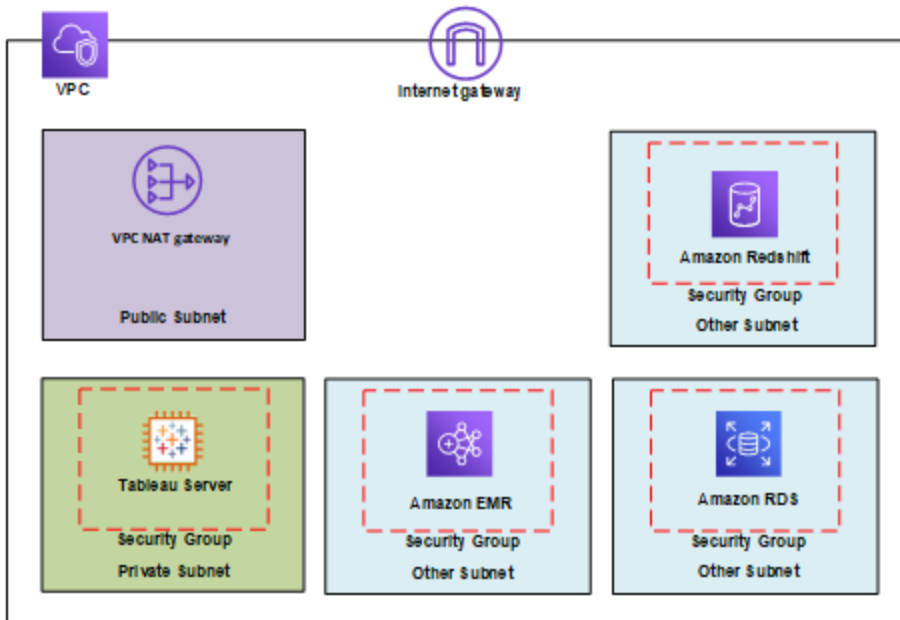 VPC
Internet gateway
VPC NAT gateway
Public Subnet
Amazon Redshift
Security Group
Other Subnet
Tableau Server
Security Group
Private Subnet
Amazon EMR
Security Group
Other Subnet
Amazon RDS
Security Group
Other Subnet